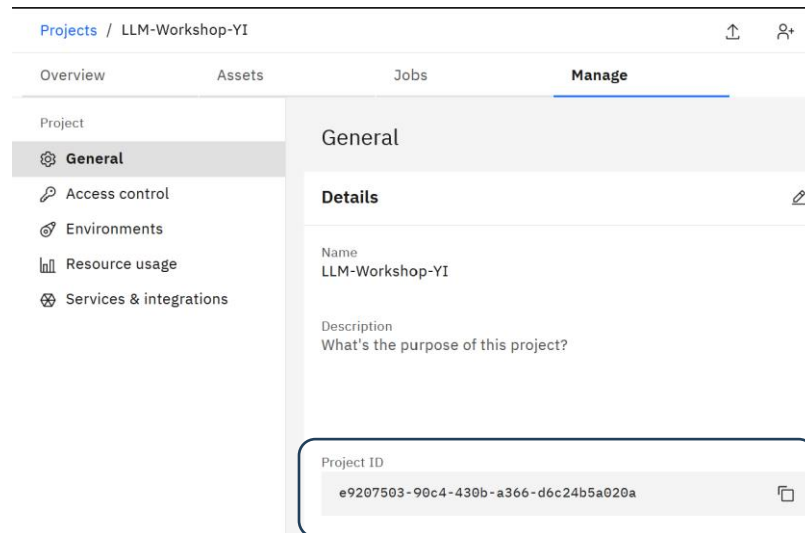 Projects / LLM-Workshop-YI
Overview Assets Jobs Manage
Project
General
Access control
Environments
Resource usage
Services & integrations
General
Details
Name
LLM-Workshop-YI
Description
What's the purpose of this project?
Project ID
e9207503-90c4-430b-a366-d6c24b5a020a